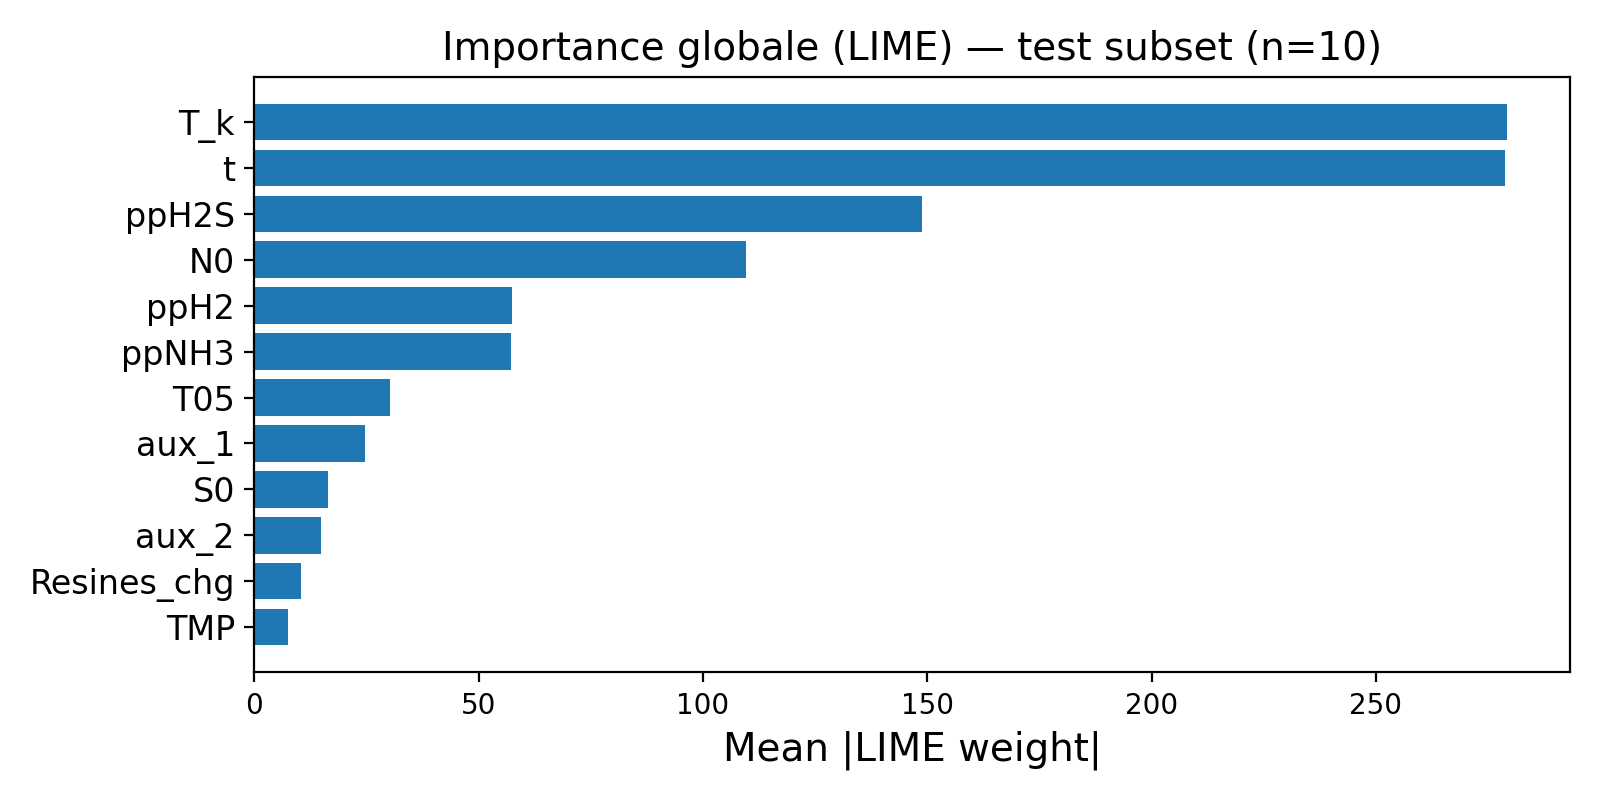 Importance globale (LIME) — test subset (n=10)
T_k
t
ppH2S
N0
ppH2
ppNH3
T05
aux_1
S0
aux_2
Resines_chg
TMP
0 50 100 150 200 250
Mean |LIME weight|